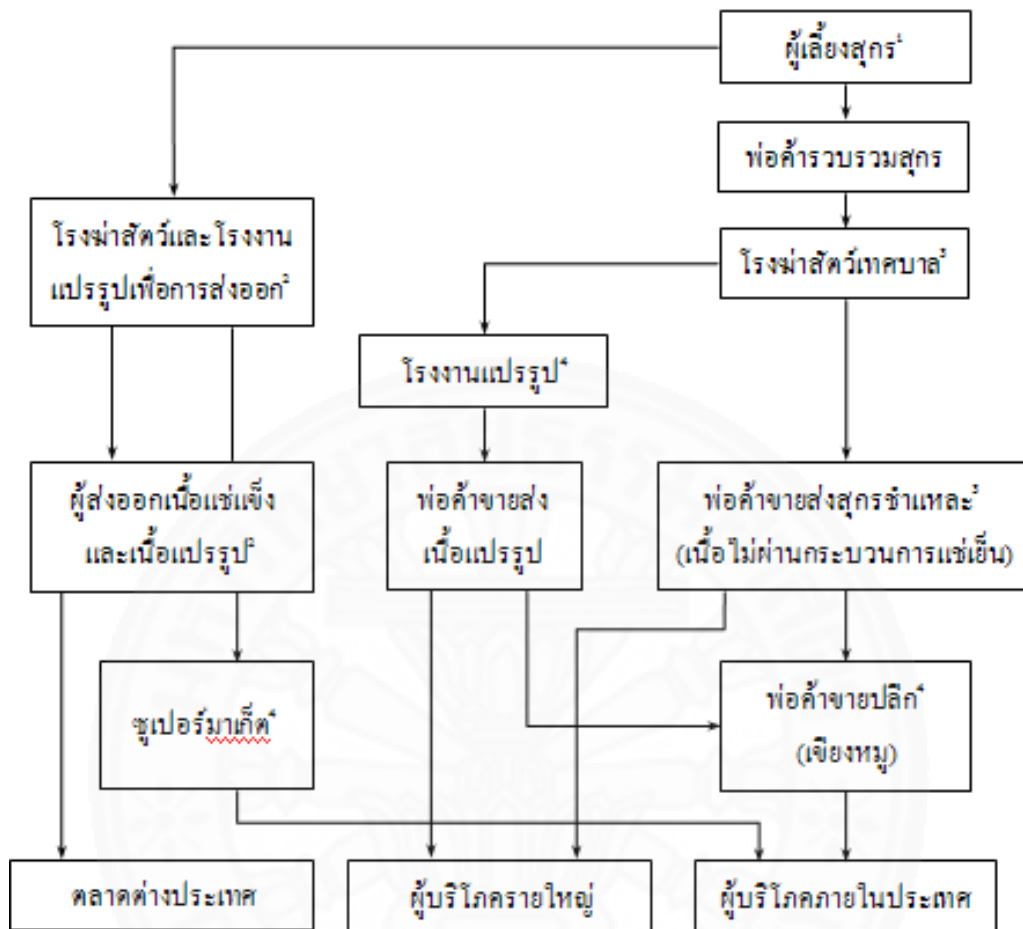 ผู้เลี้ยงสุกร¹
พ่อค้ารวบรวมสุกร
โรงฆ่าสัตว์และโรงงาน
แปรรูปเพื่อการส่งออก²
โรงฆ่าสัตว์เทศบาล³
โรงงานแปรรูป⁴
ผู้ส่งออกเนื้อแช่แข็ง
และเนื้อแปรรูป²
พ่อค้าขายส่ง
เนื้อแปรรูป
พ่อค้าขายส่งสุกรชำแหละ³
(เนื้อไม่ผ่านกระบวนการแช่เย็น)
ซูเปอร์มาเก็ต⁴
พ่อค้าขายปลีก⁴
(เขียงหมู)
ตลาดต่างประเทศ
ผู้บริโภครายใหญ่
ผู้บริโภคภายในประเทศ